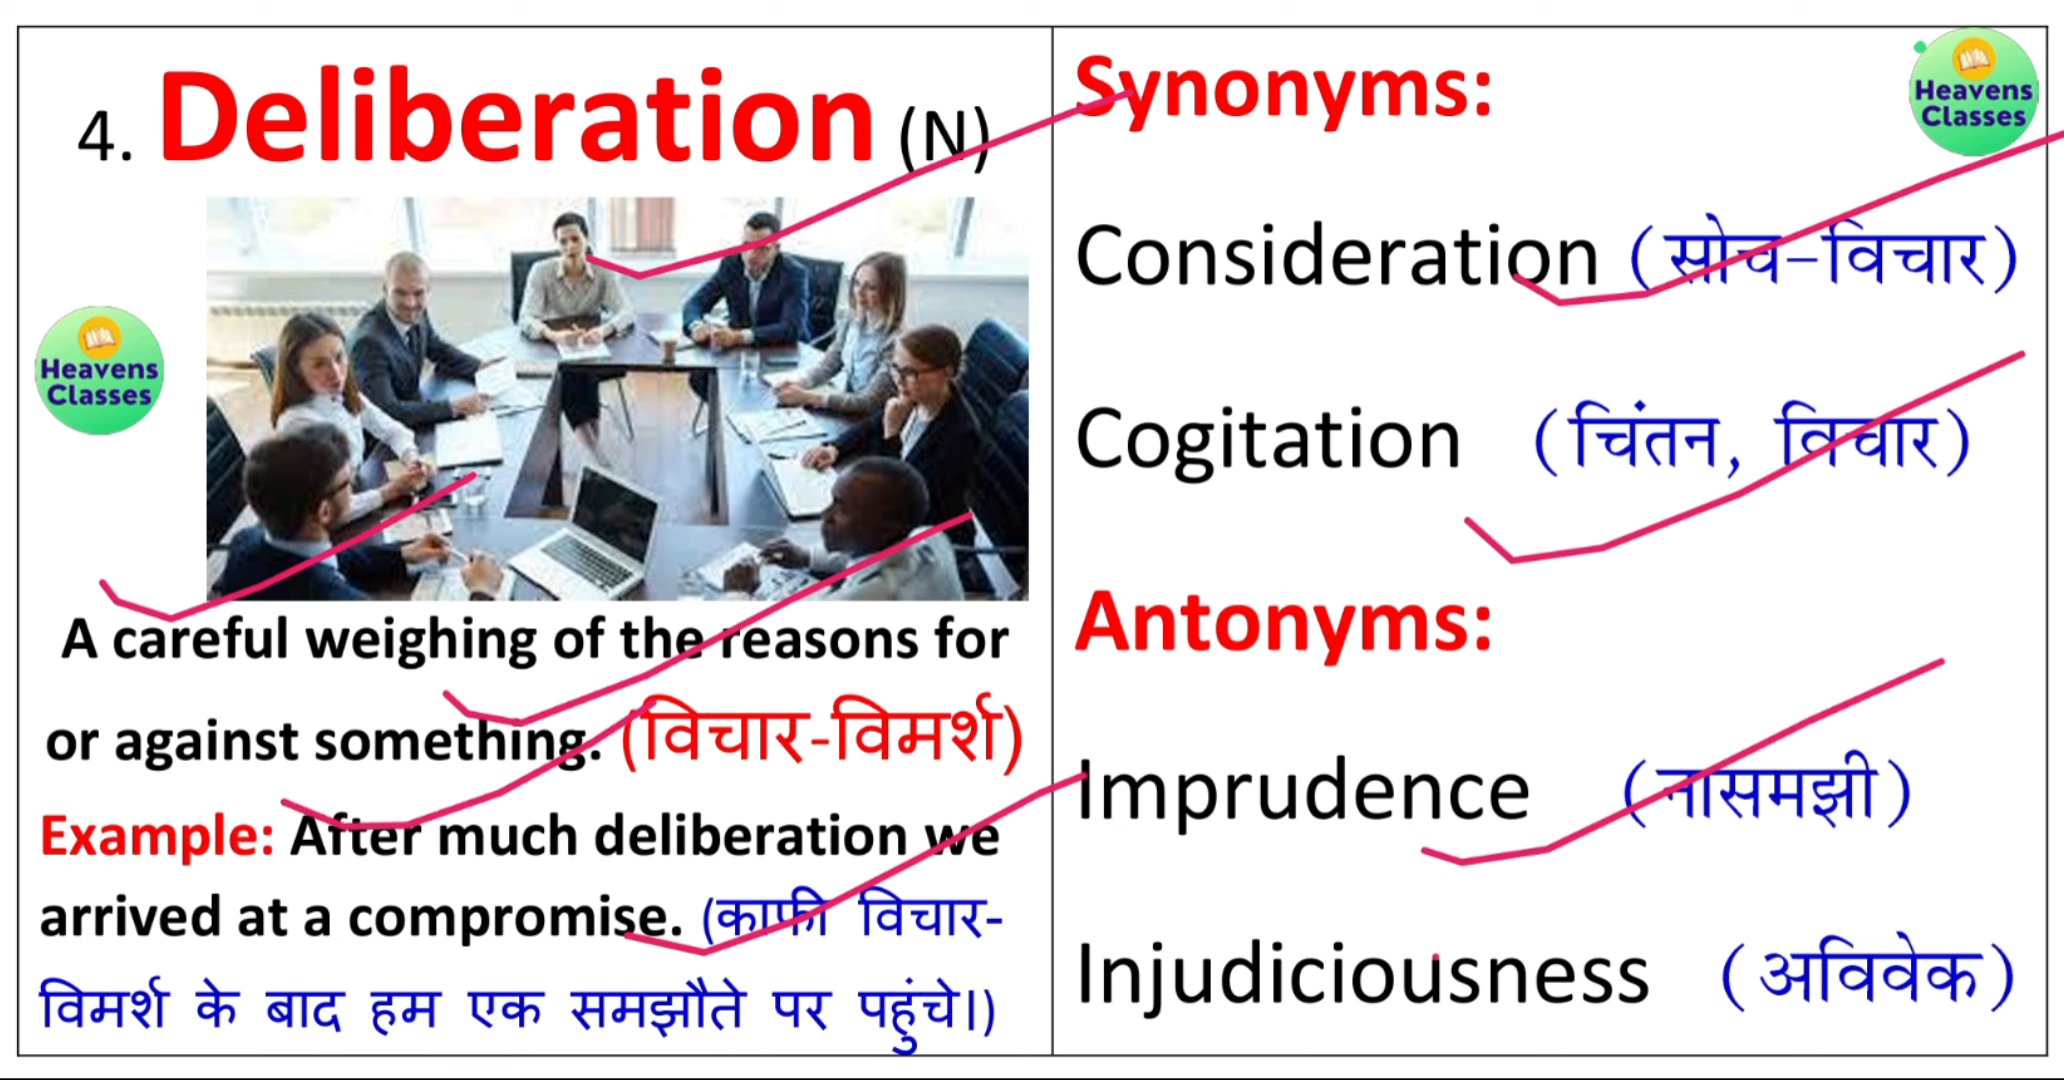 4. Deliberation (N)
Heavens
Classes
A careful weighing of the reasons for
or against something. (विचार-विमर्श)
Example: After much deliberation we
arrived at a compromise. (काफी विचार-
विमर्श के बाद हम एक समझौते पर पहुंचे।)
Synonyms:
Heavens
Classes
Consideration (सोच-विचार)
Cogitation (चिंतन, विचार)
Antonyms:
Imprudence (नासमझी)
Injudiciousness (अविवेक)